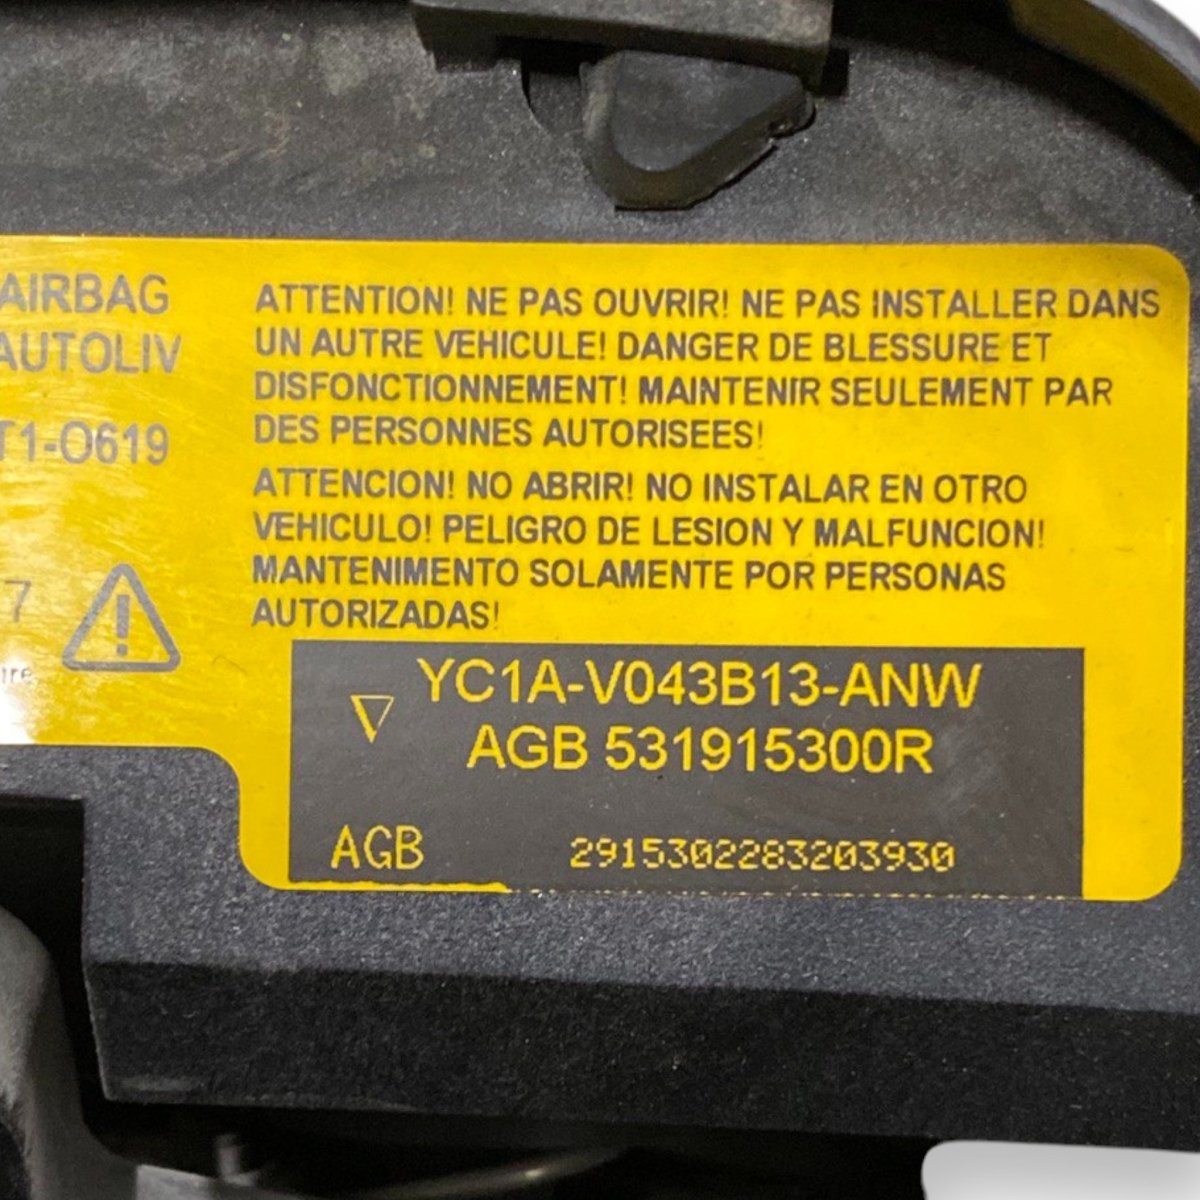 AIRBAG
AUTOLIV
T1-O619
7
ATTENTION! NE PAS OUVRIR! NE PAS INSTALLER DANS
UN AUTRE VEHICULE! DANGER DE BLESSURE ET
DISFONCTIONNEMENT! MAINTENIR SEULEMENT PAR
DES PERSONNES AUTORISEES!
ATTENCION! NO ABRIR! NO INSTALAR EN OTRO
VEHICULO! PELIGRO DE LESION Y MALFUNCION!
MANTENIMENTO SOLAMENTE POR PERSONAS
AUTORIZADAS!
YC1A-V043B13-ANW
AGB 531915300R
AGB 2915302283203930